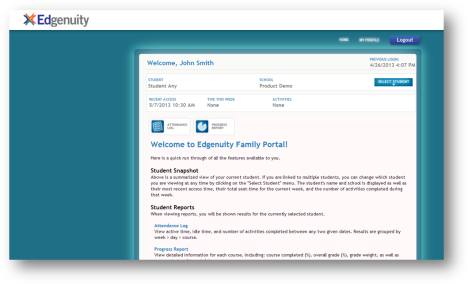 Edgenuity
HOME MY PROFILE Logout
Welcome, John Smith
PREVIOUS LOGIN:
4/26/2013 4:07 PM
STUDENT SCHOOL
Student Any Product Demo
SELECT STUDENT
RECENT ACCESS TIME THIS WEEK ACTIVITIES
5/7/2013 10:30 AM None None
ATTENDANCE LOG
PROGRESS REPORT
Welcome to Edgenuity Family Portal!
Here is a quick run through of all the features available to you.
Student Snapshot
Above is a summarized view of your current student. If you are linked to multiple students, you can change which student
you are viewing at any time by clicking on the "Select Student" menu. The student's name and school is displayed as well as
their most recent access time, their total seat time for the current week, and the number of activities completed during
that week.
Student Reports
When viewing reports, you will be shown results for the currently selected student.
Attendance Log
View active time, idle time, and number of activities completed between any two given dates. Results are grouped by
week > day > course.
Progress Report
View detailed information for each course, including: course completed (%), overall grade (%), grade weight, as well as